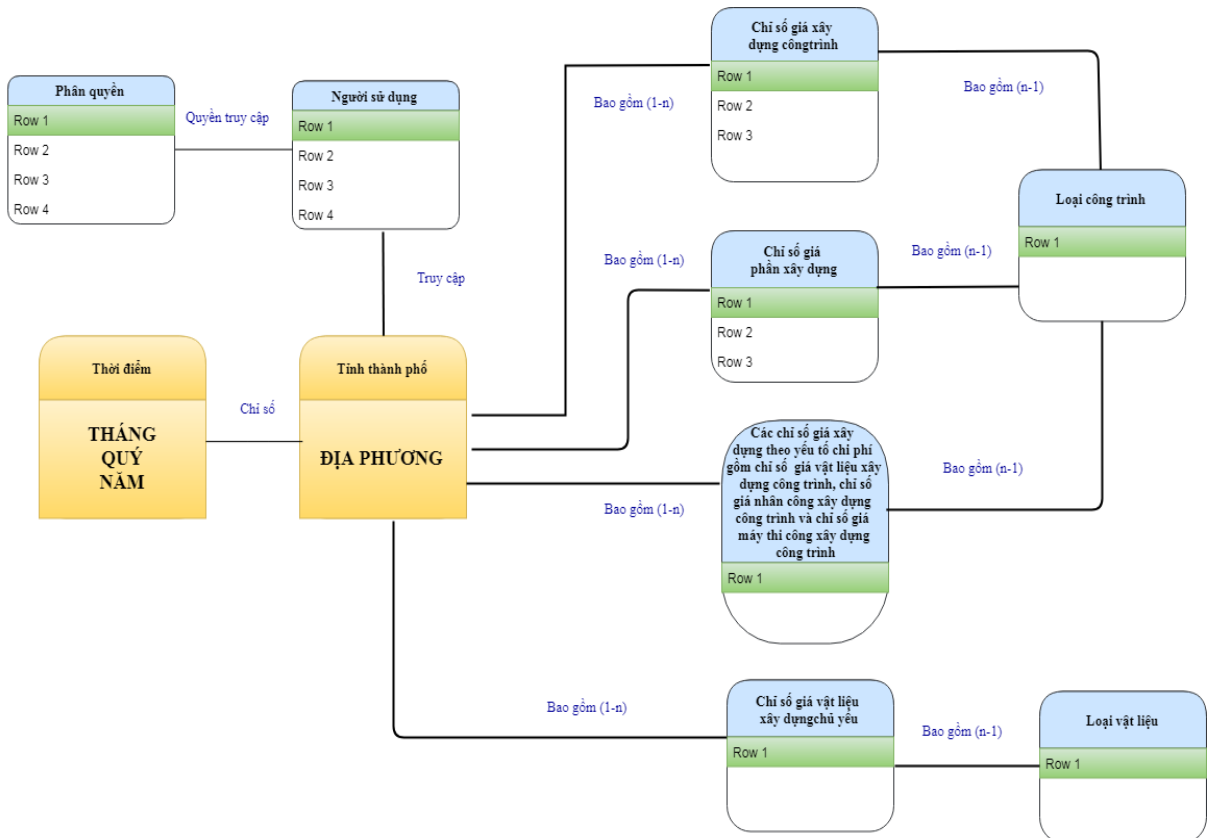 Phân quyền
Row 1
Row 2
Row 3
Row 4
Quyền truy cập
Người sử dụng
Row 1
Row 2
Row 3
Row 4
Truy cập
Thời điểm
THÁNG
QUÝ
NĂM
Chỉ số
Tỉnh thành phố
ĐỊA PHƯƠNG
Bao gồm (1-n)
Chỉ số giá xây
dựng côngtrình
Row 1
Row 2
Row 3
Bao gồm (n-1)
Bao gồm (1-n)
Chỉ số giá
phần xây dựng
Row 1
Row 2
Row 3
Bao gồm (n-1)
Loại công trình
Row 1
Bao gồm (1-n)
Các chỉ số giá xây
dựng theo yếu tố chi phí
gồm chỉ số giá vật liệu xây
dựng công trình, chỉ số
giá nhân công xây dựng
công trình và chỉ số giá
máy thi công xây dựng
công trình
Row 1
Bao gồm (n-1)
Bao gồm (1-n)
Chỉ số giá vật liệu
xây dựngchủ yếu
Row 1
Bao gồm (n-1)
Loại vật liệu
Row 1